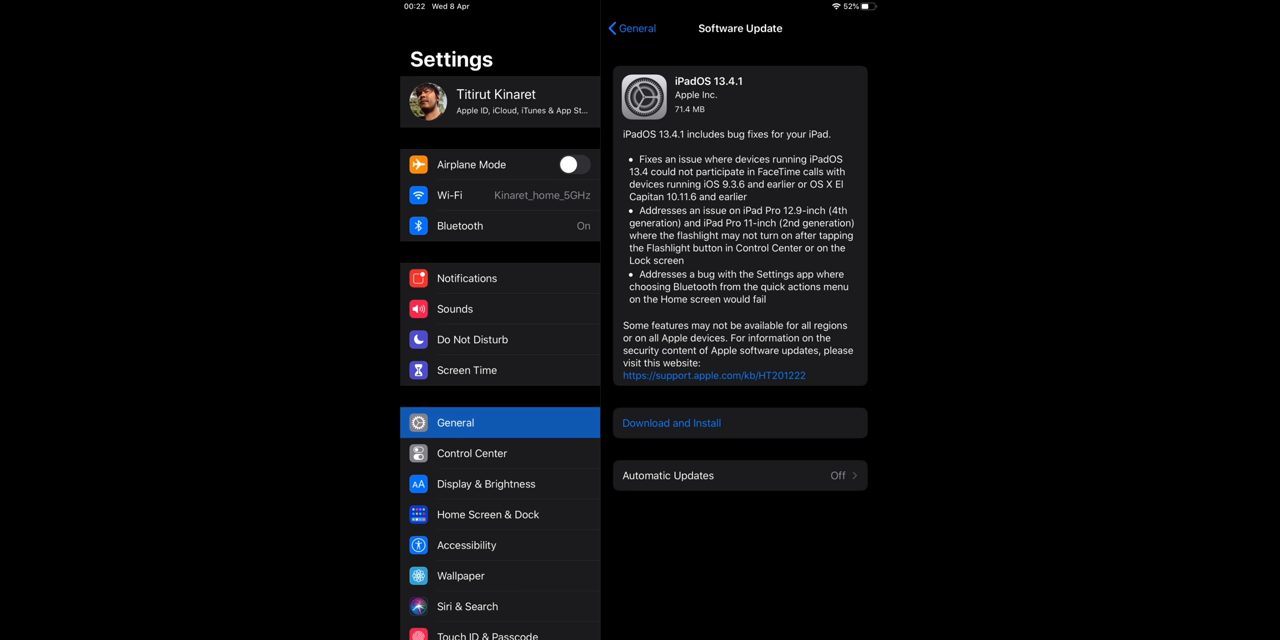 00:22 Wed 8 Apr
52%
Settings
Titirut Kinaret
Apple ID, iCloud, iTunes & App St...
Airplane Mode
Wi-Fi Kinaret_home_5GHz
Bluetooth On
Notifications
Sounds
Do Not Disturb
Screen Time
General
Control Center
AA Display & Brightness
Home Screen & Dock
Accessibility
Wallpaper
Siri & Search
Touch ID & Passcode
General Software Update
iPadOS 13.4.1
Apple Inc.
71.4 MB
iPadOS 13.4.1 includes bug fixes for your iPad.
• Fixes an issue where devices running iPadOS
13.4 could not participate in FaceTime calls with
devices running iOS 9.3.6 and earlier or OS X El
Capitan 10.11.6 and earlier
• Addresses an issue on iPad Pro 12.9-inch (4th
generation) and iPad Pro 11-inch (2nd generation)
where the flashlight may not turn on after tapping
the Flashlight button in Control Center or on the
Lock screen
• Addresses a bug with the Settings app where
choosing Bluetooth from the quick actions menu
on the Home screen would fail
Some features may not be available for all regions
or on all Apple devices. For information on the
security content of Apple software updates, please
visit this website:
https://support.apple.com/kb/HT201222
Download and Install
Automatic Updates Off